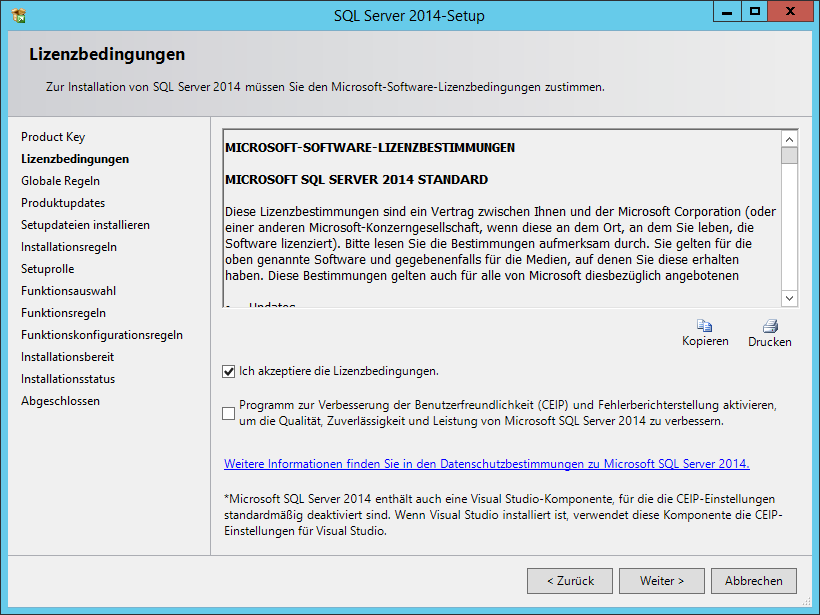 SQL Server 2014-Setup
Lizenzbedingungen
Zur Installation von SQL Server 2014 müssen Sie den Microsoft-Software-Lizenzbedingungen zustimmen.
Product Key
Lizenzbedingungen
Globale Regeln
Produktupdates
Setupdateien installieren
Installationsregeln
Setuprolle
Funktionsauswahl
Funktionsregeln
Funktionskonfigurationsregeln
Installationsbereit
Installationsstatus
Abgeschlossen
MICROSOFT-SOFTWARE-LIZENZBESTIMMUNGEN
MICROSOFT SQL SERVER 2014 STANDARD
Diese Lizenzbestimmungen sind ein Vertrag zwischen Ihnen und der Microsoft Corporation (oder
einer anderen Microsoft-Konzerngesellschaft, wenn diese an dem Ort, an dem Sie leben, die
Software lizenziert). Bitte lesen Sie die Bestimmungen aufmerksam durch. Sie gelten für die
oben genannte Software und gegebenenfalls für die Medien, auf denen Sie diese erhalten
haben. Diese Bestimmungen gelten auch für alle von Microsoft diesbezüglich angebotenen
• Updates
Kopieren
Drucken
Ich akzeptiere die Lizenzbedingungen.
Programm zur Verbesserung der Benutzerfreundlichkeit (CEIP) und Fehlerberichterstellung aktivieren,
um die Qualität, Zuverlässigkeit und Leistung von Microsoft SQL Server 2014 zu verbessern.
Weitere Informationen finden Sie in den Datenschutzbestimmungen zu Microsoft SQL Server 2014.
*Microsoft SQL Server 2014 enthält auch eine Visual Studio-Komponente, für die die CEIP-Einstellungen
standardmäßig deaktiviert sind. Wenn Visual Studio installiert ist, verwendet diese Komponente die CEIP-
Einstellungen für Visual Studio.
< Zurück
Weiter >
Abbrechen